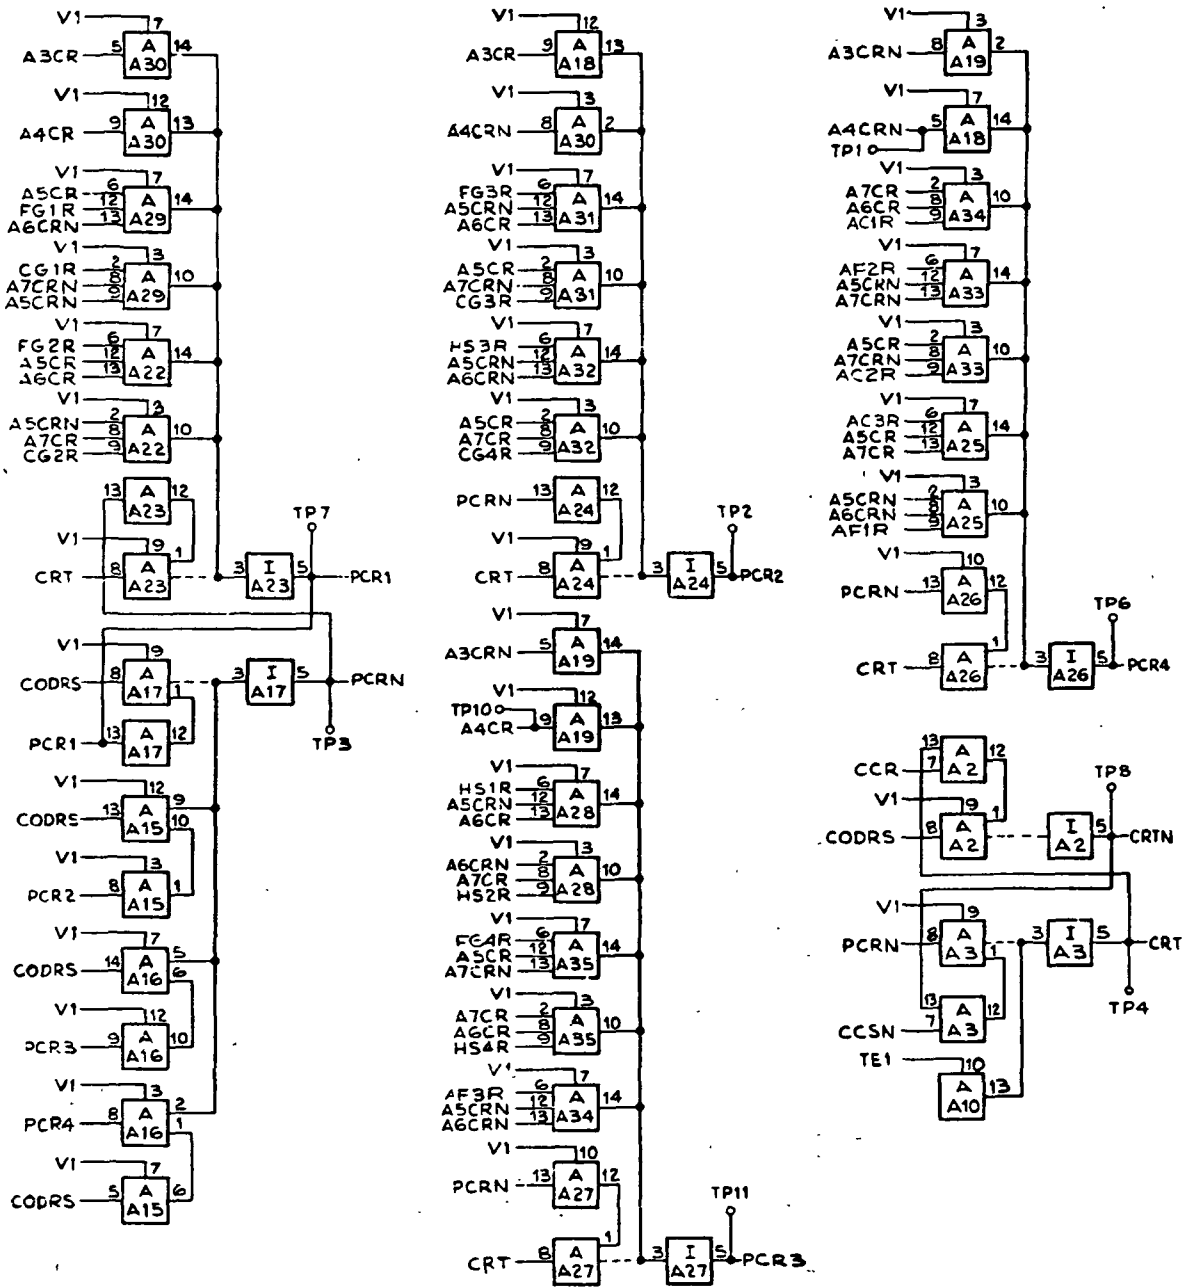 V1 7
A3CR 5 A A30 14
V1 12
A4CR 9 A A30 13
V1 7
A5CR 6
FG1R 12 A A29 14
A6CRN 13
V1 3
CG1R 2
A7CRN 8 A A29 10
A5CRN 9
V1 7
FG2R 6
A5CR 12 A A22 14
A6CR 13
V1 3
A5CRN 2
A7CR 8 A A22 10
CG2R 9
13 A A23 12
V1 9
CRT 8 A A23 1
3 I A23 5 PCR1
TP7
V1 9
CODRS 8 A A17 1
3 I A17 5 PCRN
TP3
PCR1 13 A A17 12
V1 12
CODRS 13 A A15 9 10
V1 3
PCR2 8 A A15 1
V1 7
CODRS 14 A A16 5 6
V1 12
PCR3 9 A A16 10
V1 3
PCR4 8 A A16 2 1
V1 7
CODRS 5 A A15 6
V1 12
A3CR 9 A A18 13
V1 3
A4CRN 8 A A30 2
V1 7
FG3R 6
A5CRN 12 A A31 14
A6CR 13
V1 3
A5CR 2
A7CRN 8 A A31 10
CG3R 9
V1 7
HS3R 6
A5CRN 12 A A32 14
A6CRN 13
V1 3
A5CR 2
A7CR 8 A A32 10
CG4R 9
PCRN 13 A A24 12
V1 9
CRT 8 A A24 1
3 I A24 5 PCR2
TP2
V1 7
A3CRN 5 A A19 14
V1 12
TP10
A4CR 9 A A19 13
V1 7
HS1R 6
A5CRN 12 A A28 14
A6CR 13
V1 3
A6CRN 2
A7CR 8 A A28 10
HS2R 9
V1 7
FG4R 6
A5CR 12 A A35 14
A7CRN 13
V1 3
A7CR 2
A6CR 8 A A35 10
HS4R 9
V1 7
AF3R 6
A5CRN 12 A A34 14
A6CRN 13
V1 10
PCRN 13 A A27 12
CRT 8 A A27 1
3 I A27 5 PCR3
TP11
V1 3
A3CRN 8 A A19 2
V1 7
A4CRN 5 A A18 14
TP1
V1 3
A7CR 2
A6CR 8 A A34 10
AC1R 9
V1 7
AF2R 6
A5CRN 12 A A33 14
A7CRN 13
V1 3
A5CR 2
A7CRN 8 A A33 10
AC2R 9
V1 7
AC3R 6
A5CR 12 A A25 14
A7CR 13
V1 3
A5CRN 2
A6CRN 8 A A25 10
AF1R 9
V1 10
PCRN 13 A A26 12
CRT 8 A A26 1
3 I A26 5 PCR4
TP6
13 A A2 12
CCR 7
V1 9
CODRS 8 A A2 1
I A2 5 CRTN
TP8
V1 9
PCRN 8 A A3 1
3 I A3 5 CRT
TP4
13 A A3 12
CCSN 7
TE1 10
A A10 13